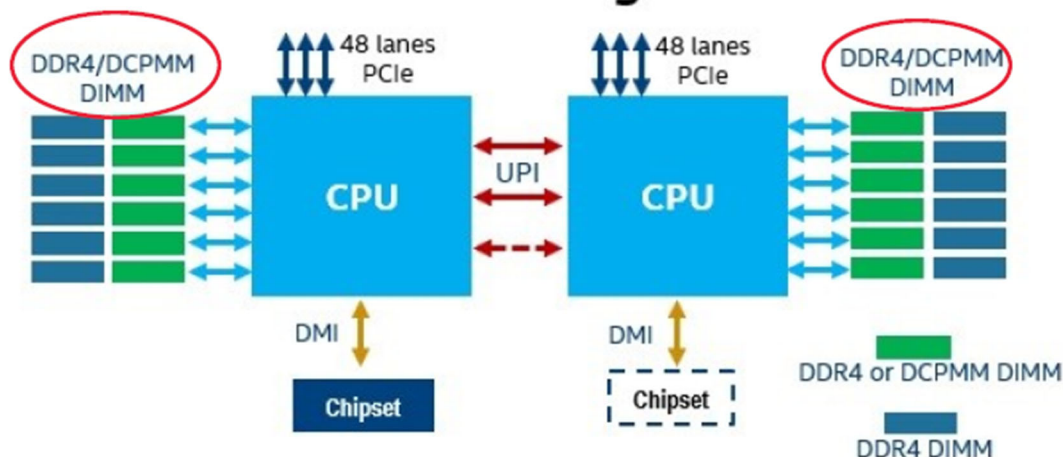 DDR4/DCPMM
DIMM
48 lanes
PCIe
48 lanes
PCIe
DDR4/DCPMM
DIMM
CPU
UPI
CPU
DMI
DMI
Chipset
Chipset
DDR4 or DCPMM DIMM
DDR4 DIMM